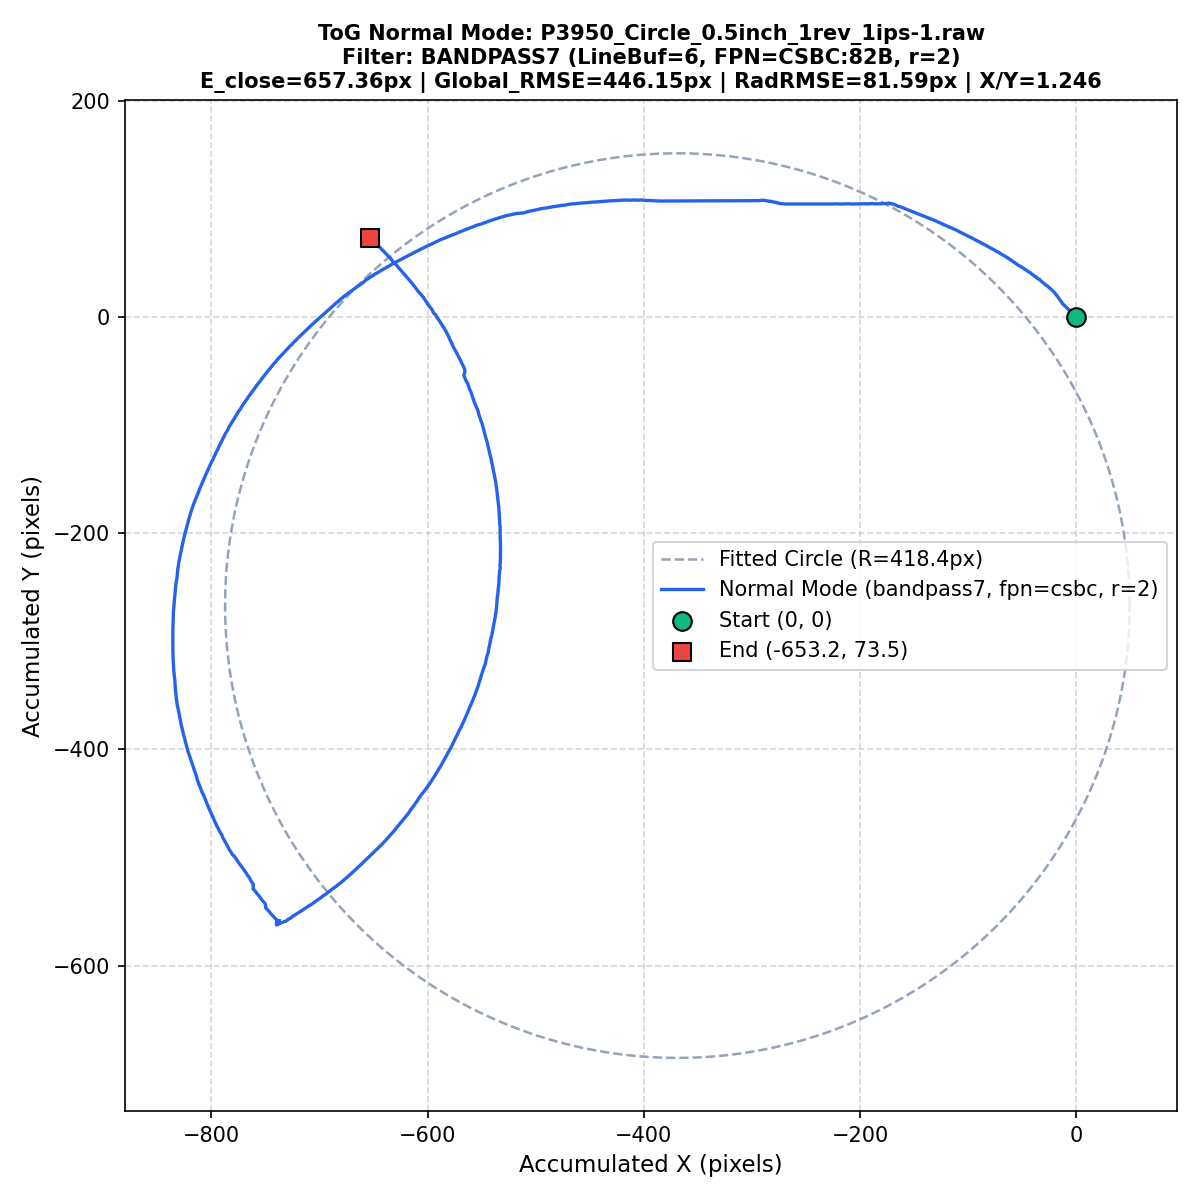 ToG Normal Mode: P3950_Circle_0.5inch_1rev_1ips-1.raw
Filter: BANDPASS7 (LineBuf=6, FPN=CSBC:82B, r=2)
E_close=657.36px | Global_RMSE=446.15px | RadRMSE=81.59px | X/Y=1.246
200
0
−200
−400
−600
Accumulated Y (pixels)
Fitted Circle (R=418.4px)
Normal Mode (bandpass7, fpn=csbc, r=2)
Start (0, 0)
End (-653.2, 73.5)
−800
−600
−400
−200
0
Accumulated X (pixels)